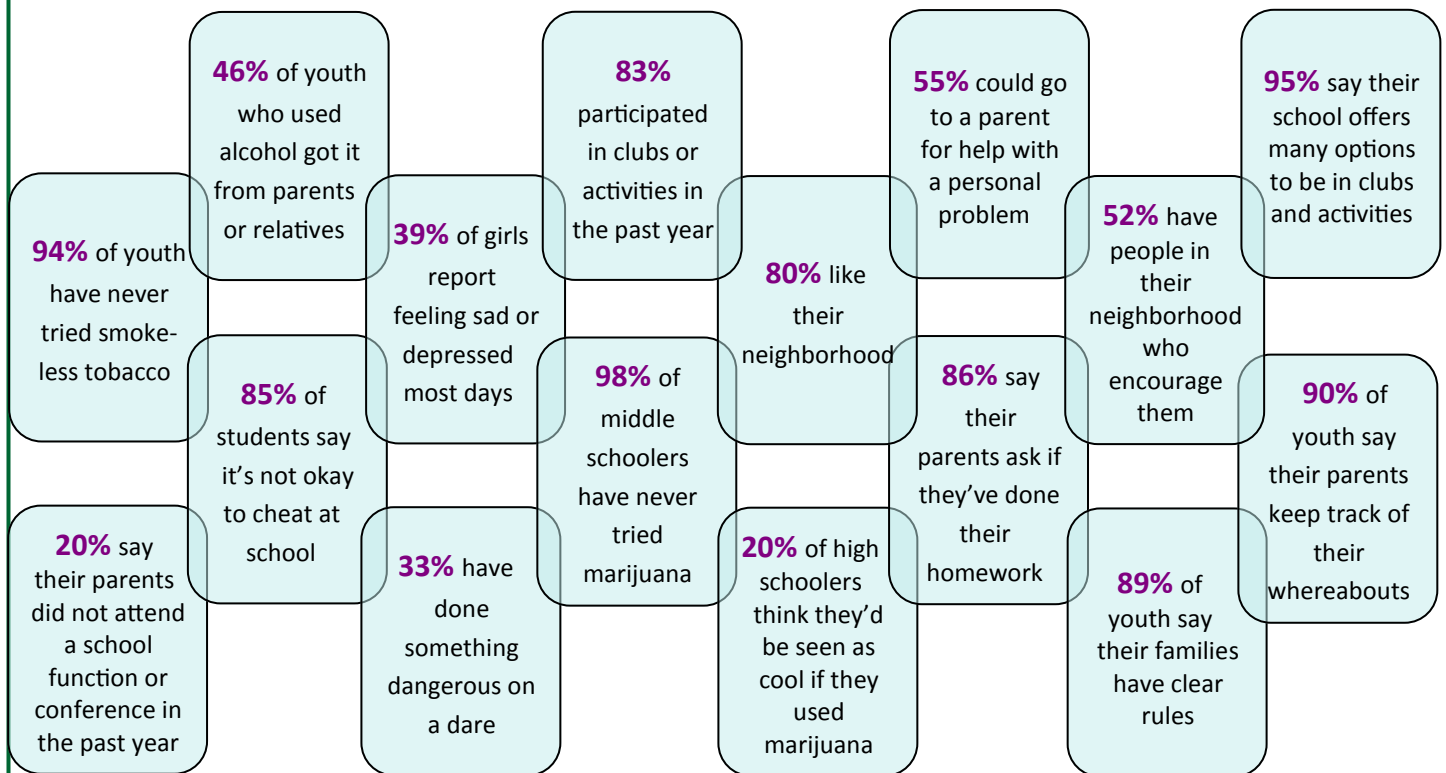 46% of youth
who used
alcohol got it
from parents
or relatives
83%
participated
in clubs or
activities in
the past year
55% could go
to a parent
for help with
a personal
problem
95% say their
school offers
many options
to be in clubs
and activities
94% of youth
have never
tried smoke-
less tobacco
39% of girls
report
feeling sad or
depressed
most days
80% like
their
neighborhood
52% have
people in
their
neighborhood
who
encourage
them
85% of
students say
it's not okay
to cheat at
school
98% of
middle
schoolers
have never
tried
marijuana
86% say
their
parents ask if
they've done
their
homework
90% of
youth say
their parents
keep track of
their
whereabouts
20% say
their parents
did not attend
a school
function or
conference in
the past year
33% have
done
something
dangerous on
a dare
20% of high
schoolers
think they'd
be seen as
cool if they
used
marijuana
89% of
youth say
their families
have clear
rules